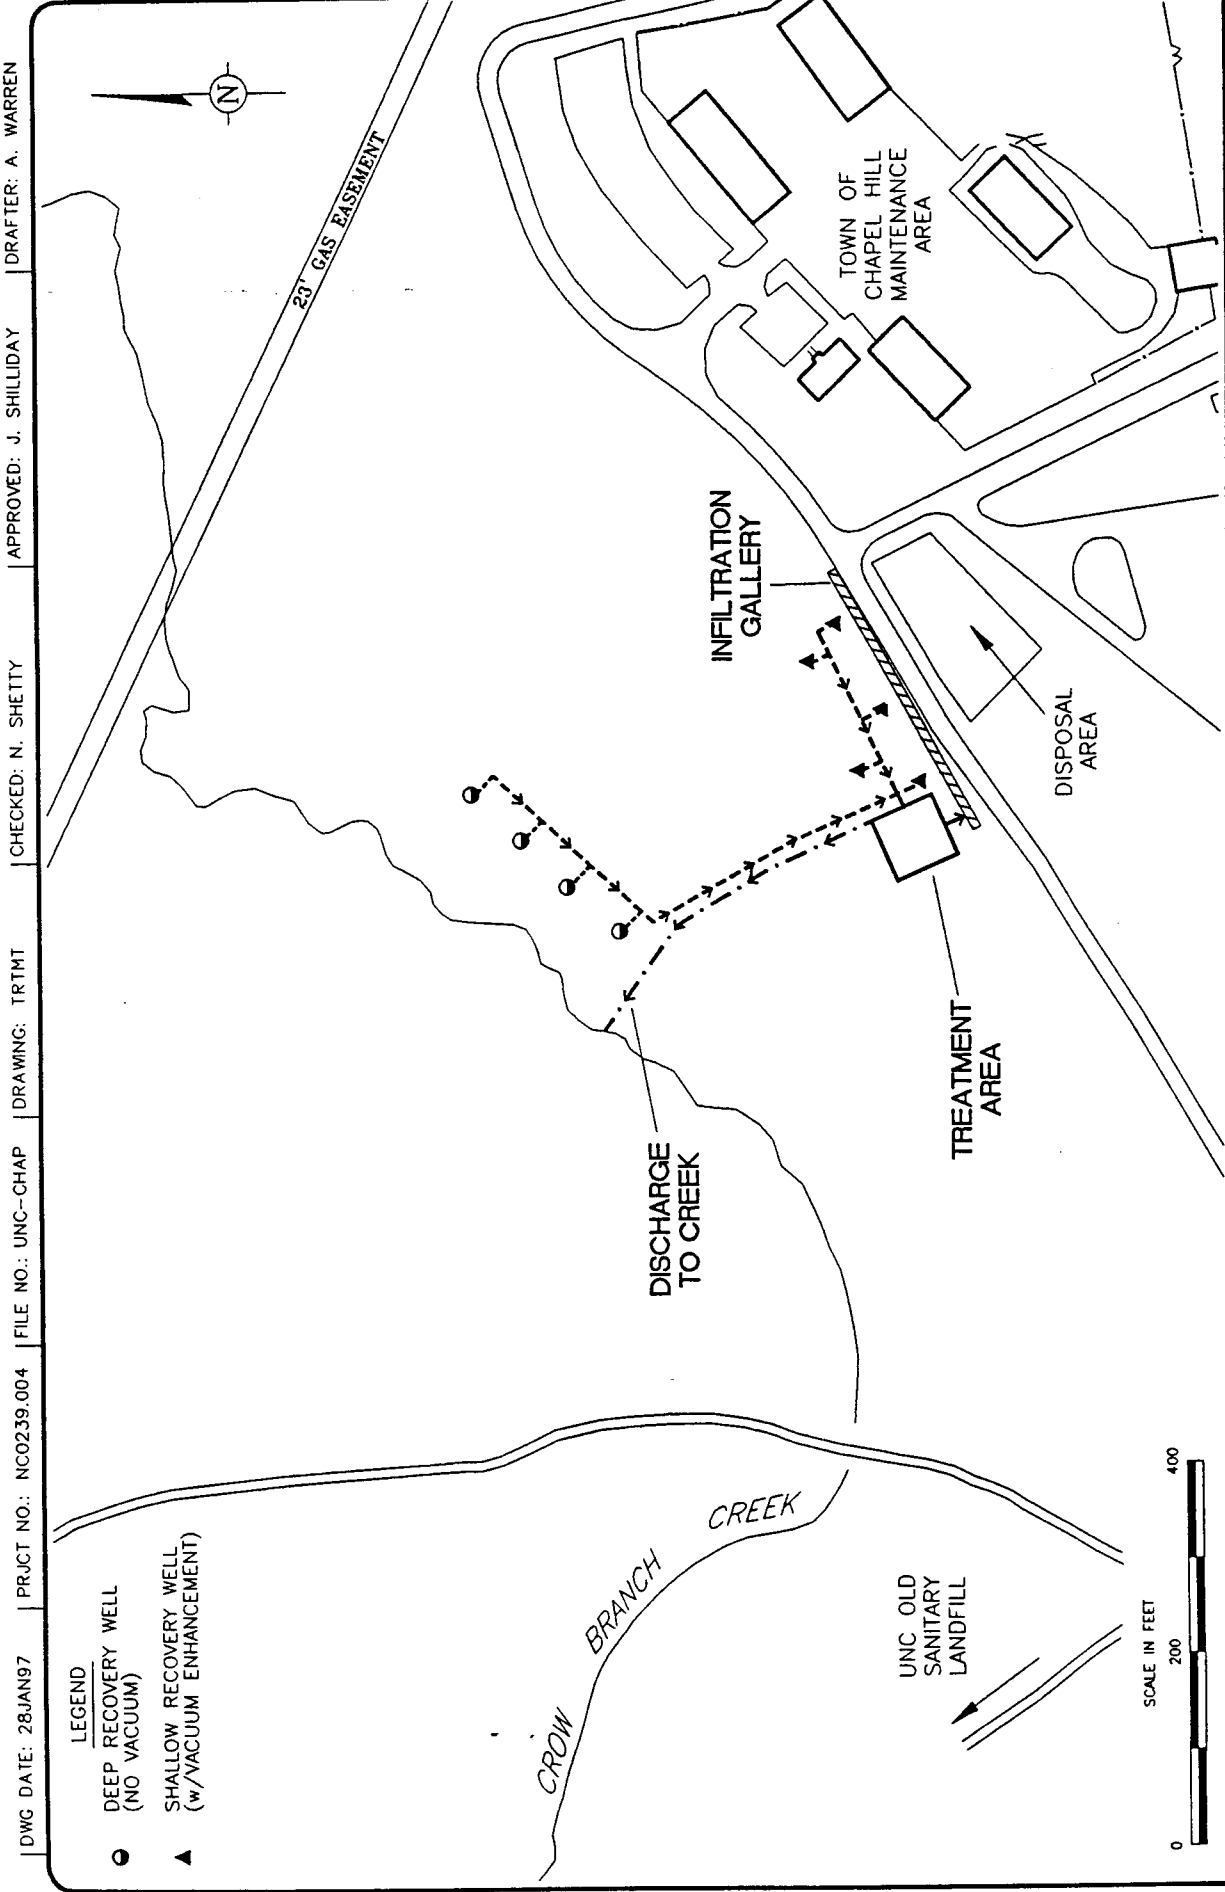 DWG DATE: 28JAN97 | PRJCT NO.: NC0239.004 | FILE NO.: UNC-CHAP | DRAWING: TRTMT | CHECKED: N. SHETTY | APPROVED: J. SHILLIDAY | DRAFTER: A. WARREN
LEGEND
DEEP RECOVERY WELL
(NO VACUUM)
SHALLOW RECOVERY WELL
(w/VACUUM ENHANCEMENT)
N
23' GAS EASEMENT
CROW BRANCH CREEK
DISCHARGE
TO CREEK
INFILTRATION
GALLERY
TOWN OF
CHAPEL HILL
MAINTENANCE
AREA
UNC OLD
SANITARY
LANDFILL
TREATMENT
AREA
DISPOSAL
AREA
SCALE IN FEET
0 200 400